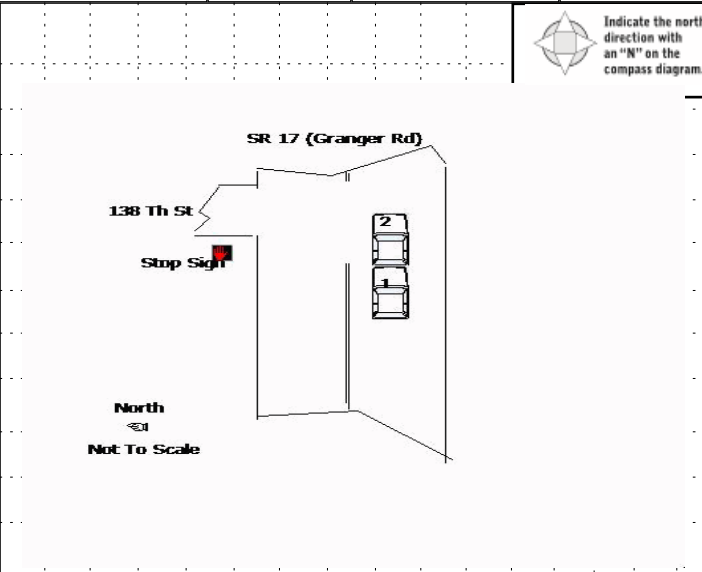 Indicate the north
direction with
an "N" on the
compass diagram.
SR 17 (Granger Rd)
138 Th St
2
Stop Sign
1
North
Not To Scale